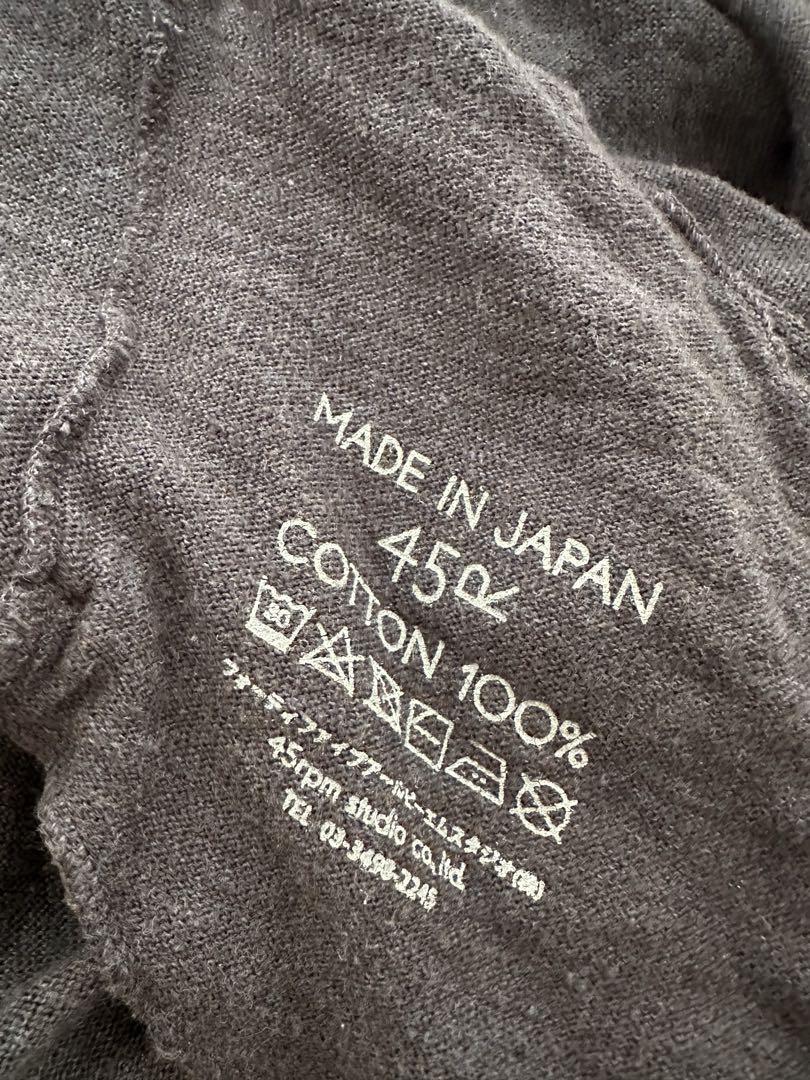 MADE IN JAPAN
45R
COTTON 100%
30
フォーティファイブアールピーエムスタジオ(株)
45rpm studio co.,ltd.
TEL 03-3498-2245